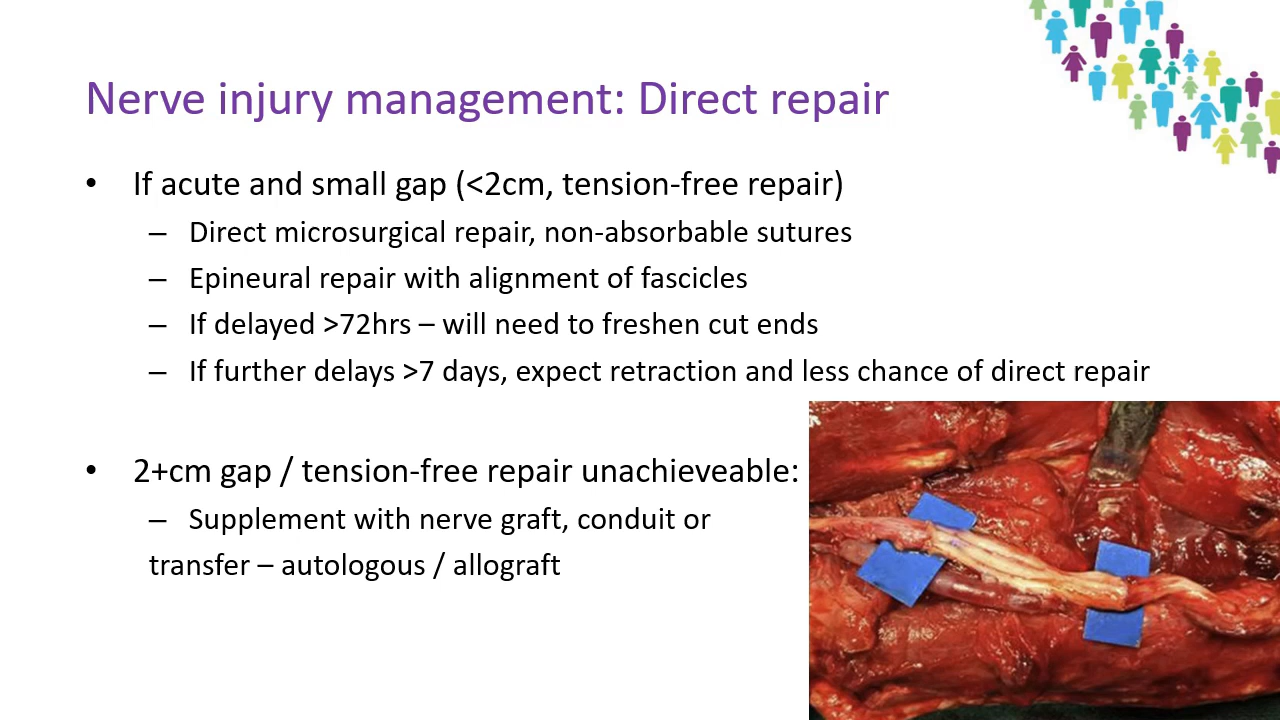 Nerve injury management: Direct repair
• If acute and small gap (<2cm, tension-free repair)
– Direct microsurgical repair, non-absorbable sutures
– Epineural repair with alignment of fascicles
– If delayed >72hrs – will need to freshen cut ends
– If further delays >7 days, expect retraction and less chance of direct repair
• 2+cm gap / tension-free repair unachieveable:
– Supplement with nerve graft, conduit or
transfer – autologous / allograft